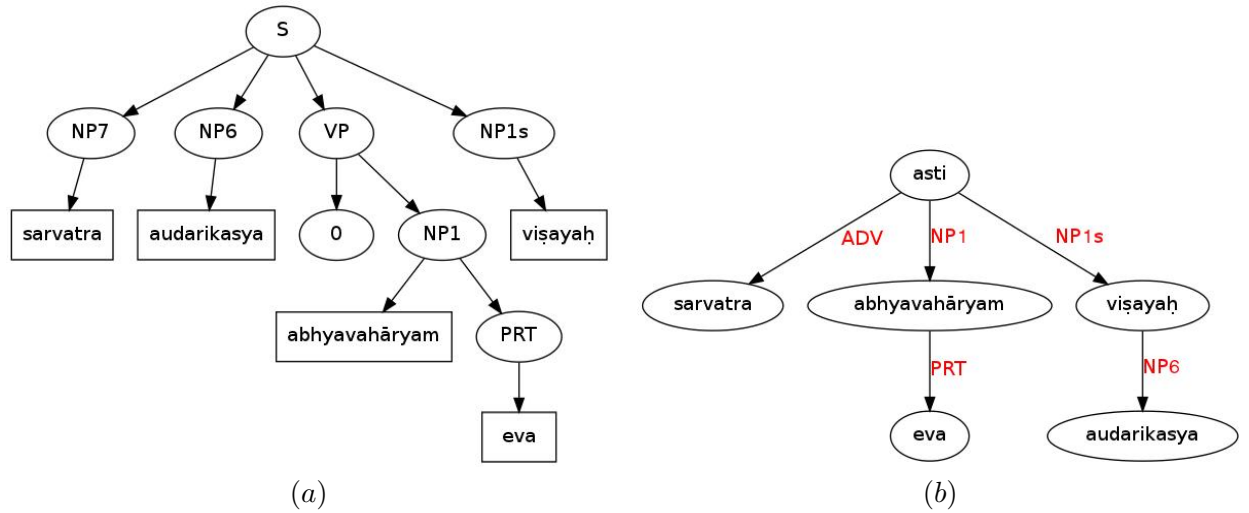 S
NP7 NP6 VP NP1s
sarvatra audarikasya 0 NP1 viṣayaḥ
abhyavahāryam PRT
eva
(a)
asti
ADV NP1 NP1s
sarvatra abhyavahāryam viṣayaḥ
PRT NP6
eva audarikasya
(b)